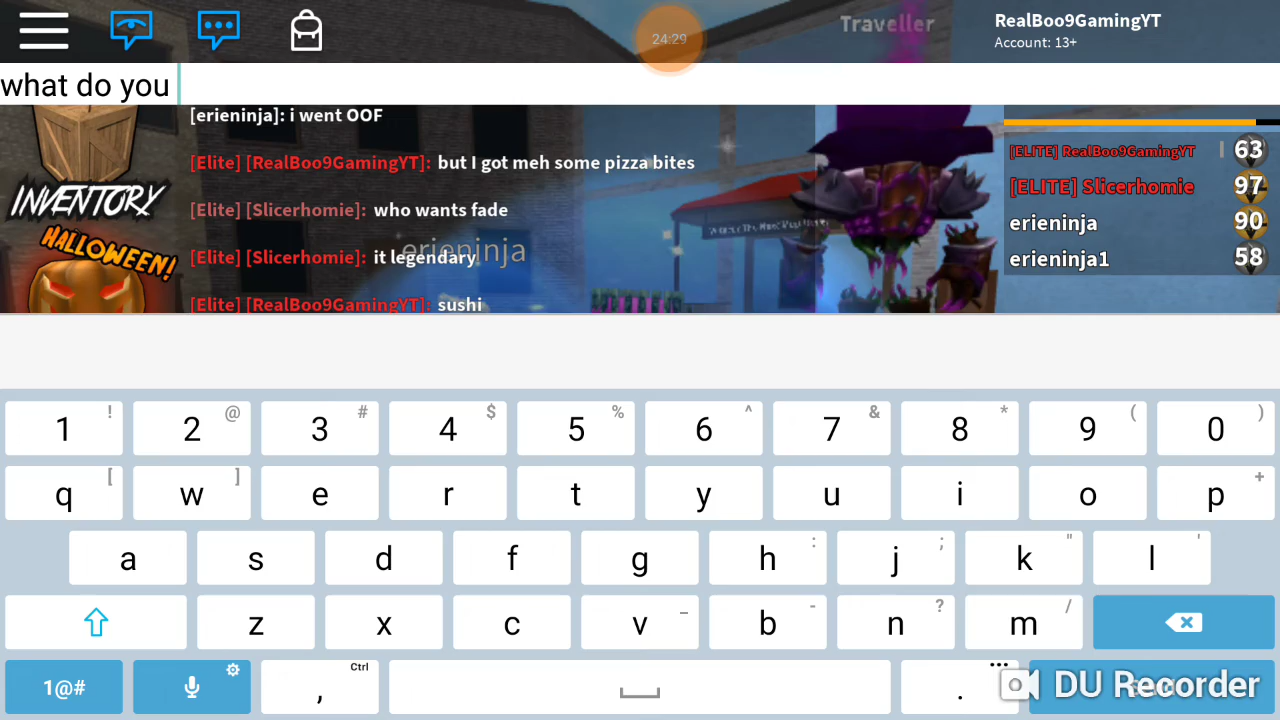 24:29
Traveller
RealBoo9GamingYT
Account: 13+
what do you
[erieninja]: i went OOF
[Elite] [RealBoo9GamingYT]: but I got meh some pizza bites
[Elite] [Slicerhomie]: who wants fade
[Elite] [Slicerhomie]: it legendary
[Elite] [RealBoo9GamingYT]: sushi
erieninja
INVENTORY
HALLOWEEN!
[ELITE] RealBoo9GamingYT 63
[ELITE] Slicerhomie 97
erieninja 90
erieninja1 58
1 ! 2 @ 3 # 4 $ 5 % 6 ^ 7 & 8 * 9 ( 0 )
q [ w ] e r t y u i o p +
a s d f g h : j ; k " l '
z x c v _ b - n ? m /
1@# , Ctrl . ...
DU Recorder